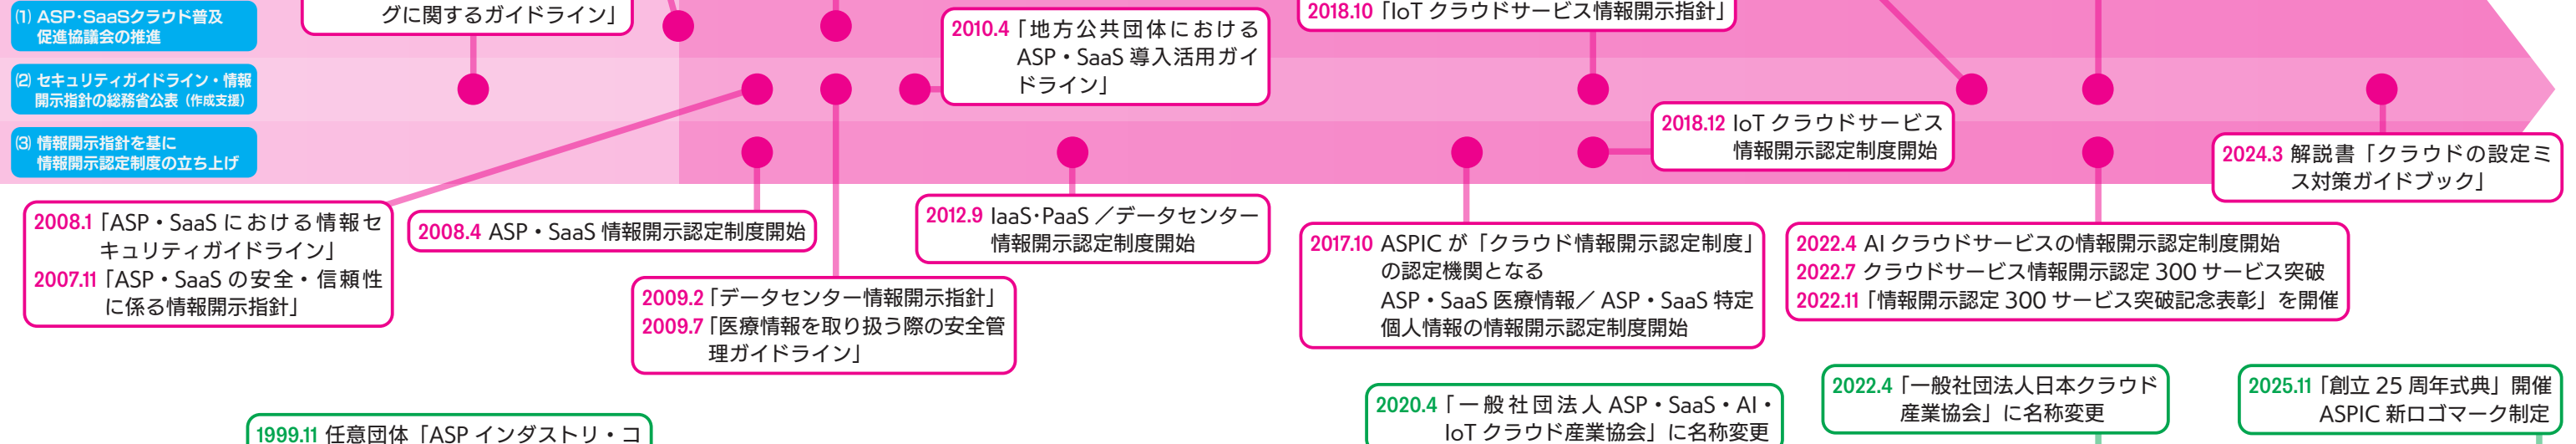 ⑴ ASP・SaaSクラウド普及
促進協議会の推進
⑵ セキュリティガイドライン・情報
開示指針の総務省公表（作成支援）
⑶ 情報開示指針を基に
情報開示認定制度の立ち上げ
グに関するガイドライン」
2010.4「地方公共団体における
ASP・SaaS 導入活用ガイ
ドライン」
2018.10「IoT クラウドサービス情報開示指針」
2018.12 IoT クラウドサービス
情報開示認定制度開始
2024.3 解説書「クラウドの設定ミ
ス対策ガイドブック」
2008.1「ASP・SaaS における情報セ
キュリティガイドライン」
2007.11「ASP・SaaS の安全・信頼性
に係る情報開示指針」
2008.4 ASP・SaaS 情報開示認定制度開始
2009.2「データセンター情報開示指針」
2009.7「医療情報を取り扱う際の安全管
理ガイドライン」
2012.9 IaaS･PaaS／データセンター
情報開示認定制度開始
2017.10 ASPIC が「クラウド情報開示認定制度」
の認定機関となる
ASP・SaaS 医療情報／ ASP・SaaS 特定
個人情報の情報開示認定制度開始
2022.4 AI クラウドサービスの情報開示認定制度開始
2022.7 クラウドサービス情報開示認定 300 サービス突破
2022.11「情報開示認定 300 サービス突破記念表彰」を開催
1999.11 任意団体「ASP インダストリ・コ
2020.4「一般社団法人 ASP・SaaS・AI・
IoT クラウド産業協会」に名称変更
2022.4「一般社団法人日本クラウド
産業協会」に名称変更
2025.11「創立 25 周年式典」開催
ASPIC 新ロゴマーク制定